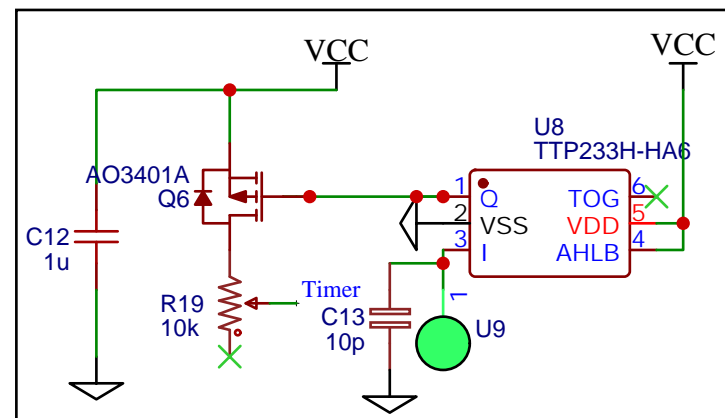 VCC
VCC
U8
TTP233H-HA6
AO3401A
Q6
1
Q
TOG
6
2
VSS
VDD
5
3
I
AHLB
4
C12
1u
R19
10k
Timer
C13
10p
1
U9